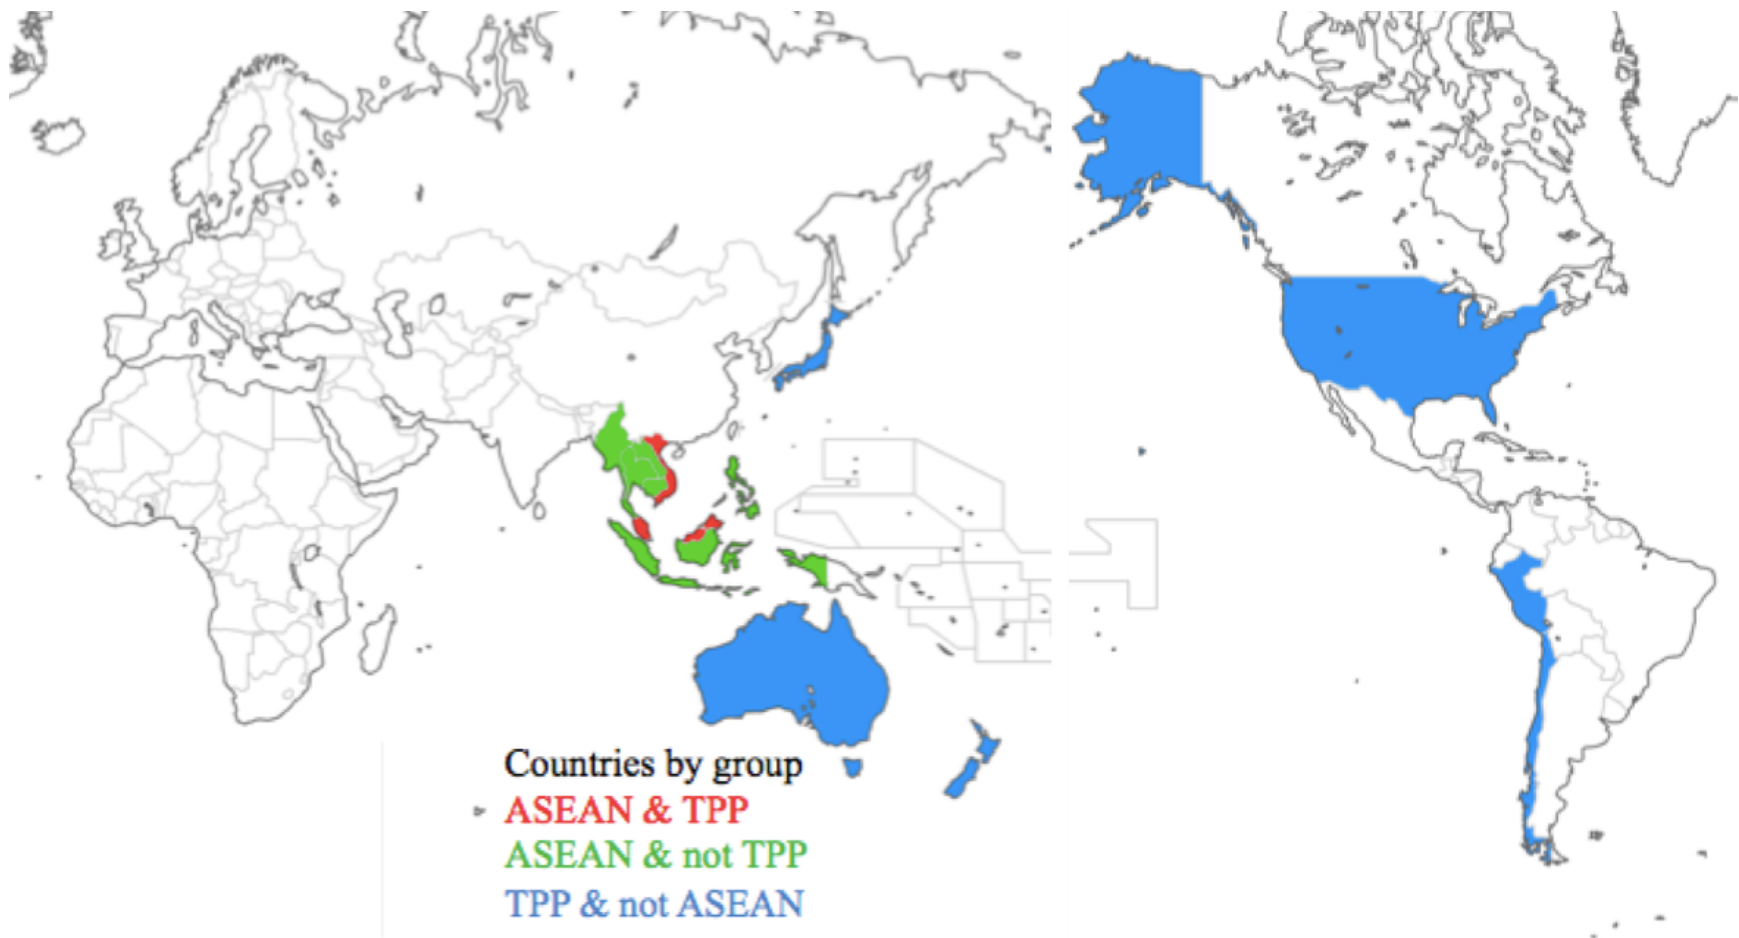 Countries by group
ASEAN & TPP
ASEAN & not TPP
TPP & not ASEAN